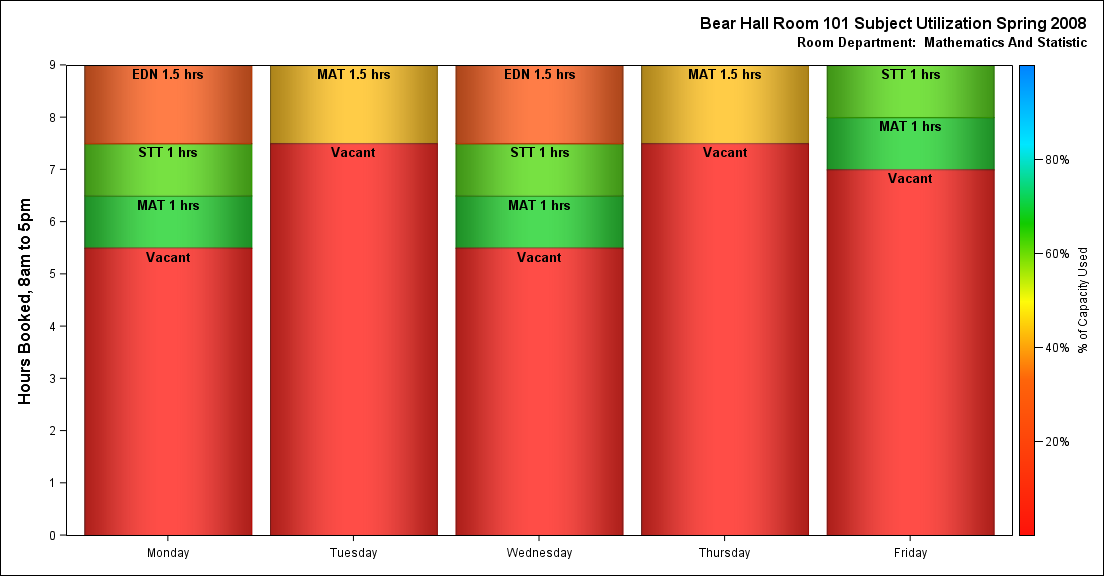 Bear Hall Room 101 Subject Utilization Spring 2008
Room Department:  Mathematics And Statistic
Hours Booked, 8am to 5pm
9
8
7
6
5
4
3
2
1
0
EDN 1.5 hrs
STT 1 hrs
MAT 1 hrs
Vacant
MAT 1.5 hrs
Vacant
EDN 1.5 hrs
STT 1 hrs
MAT 1 hrs
Vacant
MAT 1.5 hrs
Vacant
STT 1 hrs
MAT 1 hrs
Vacant
Monday
Tuesday
Wednesday
Thursday
Friday
80%
60%
40%
20%
% of Capacity Used